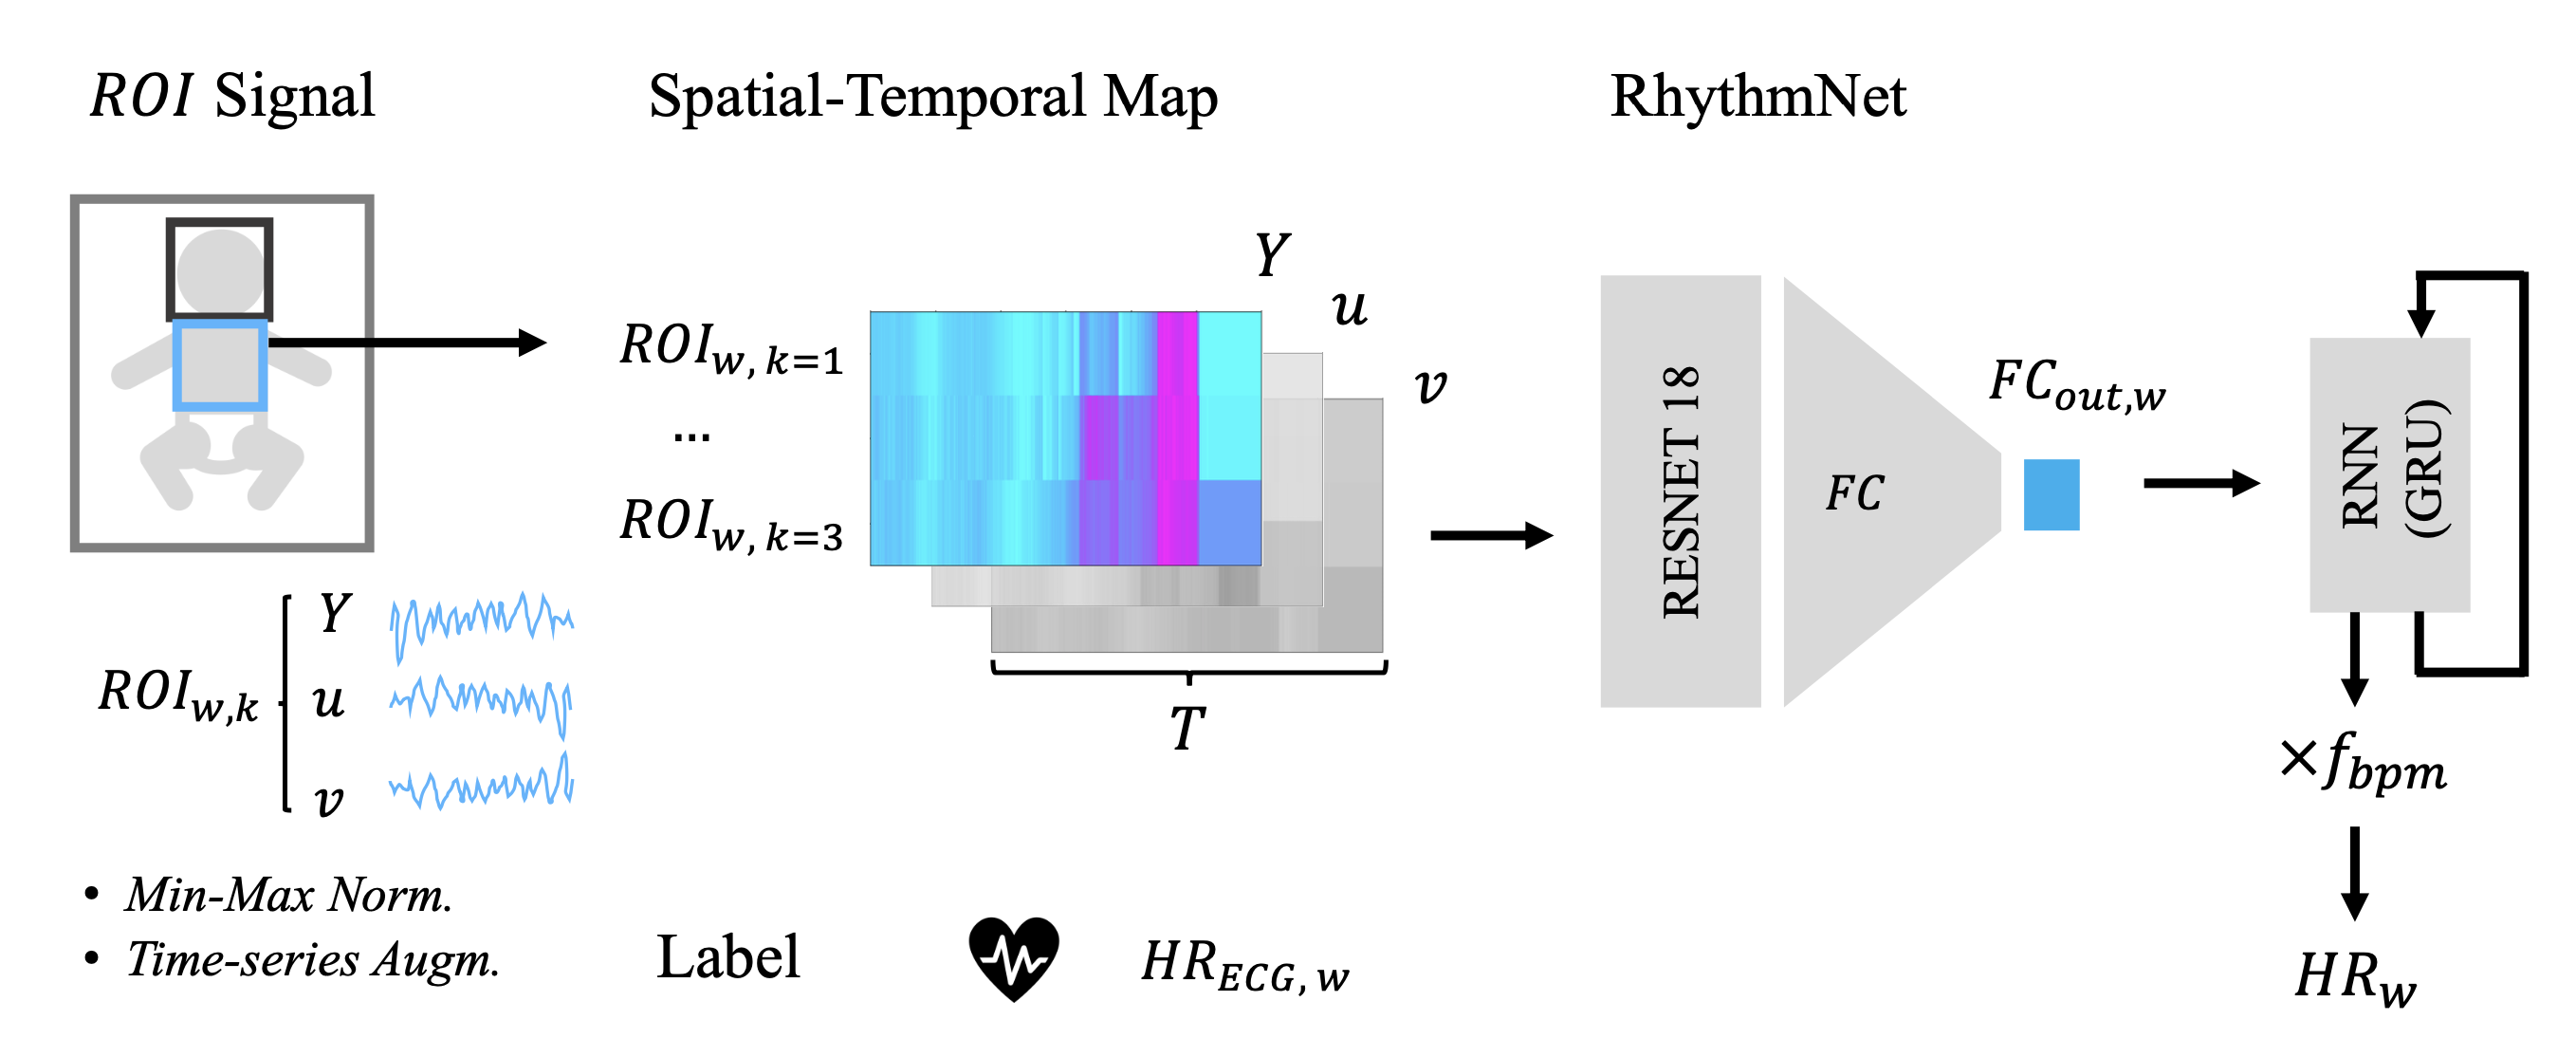 ROI Signal
Spatial-Temporal Map
RhythmNet
Y
u
v
ROI_{w, k=1}
...
ROI_{w, k=3}
T
ROI_{w,k}
Y
u
v
• Min-Max Norm.
• Time-series Augm.
Label
HR_{ECG, w}
RESNET 18
FC
FC_{out,w}
RNN
(GRU)
×f_{bpm}
HR_w